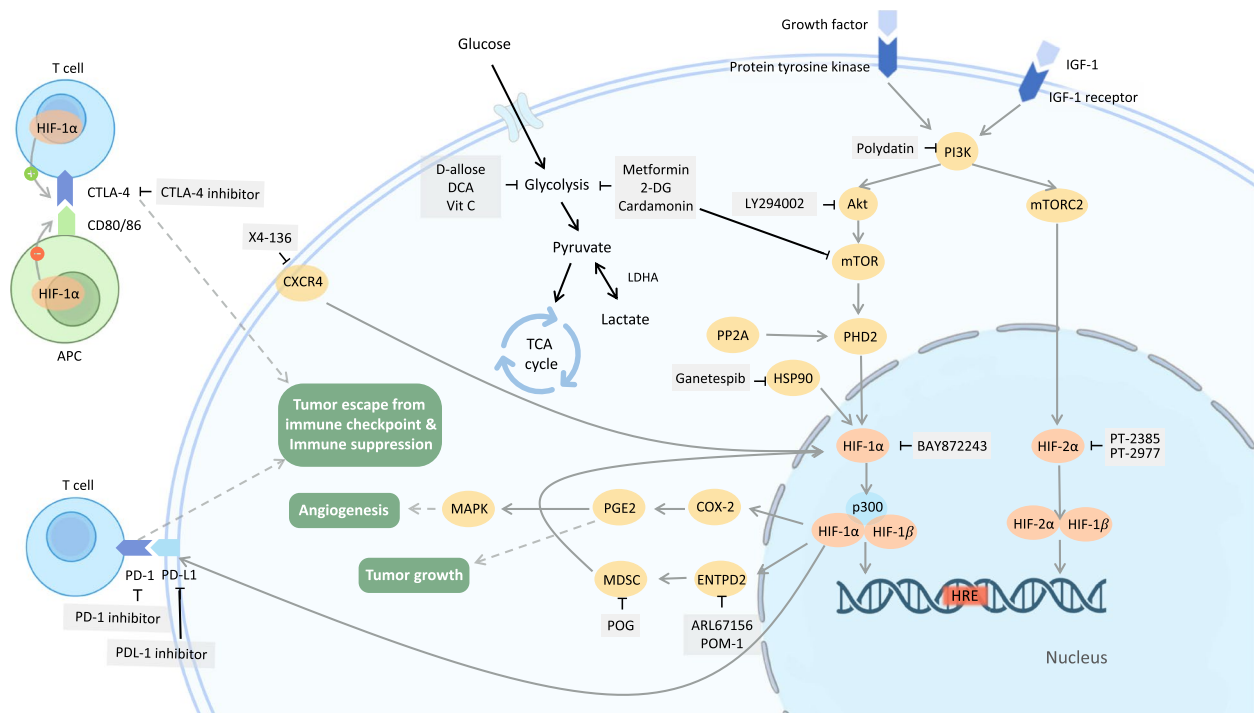 Growth factor
Glucose
Protein tyrosine kinase
IGF-1
IGF-1 receptor
T cell
HIF-1α
+
CTLA-4
CTLA-4 inhibitor
CD80/86
-
HIF-1α
APC
D-allose
DCA
Vit C
Glycolysis
Metformin
2-DG
Cardamonin
Polydatin
PI3K
LY294002
Akt
mTORC2
X4-136
CXCR4
Pyruvate
LDHA
Lactate
TCA
cycle
mTOR
PP2A
PHD2
Ganetespib
HSP90
Tumor escape from
immune checkpoint &
Immune suppression
HIF-1α
BAY872243
HIF-2α
PT-2385
PT-2977
T cell
PD-1
PD-L1
PD-1 inhibitor
PDL-1 inhibitor
Angiogenesis
MAPK
PGE2
COX-2
p300
HIF-1α
HIF-1β
HIF-2α
HIF-1β
Tumor growth
MDSC
ENTPD2
POG
ARL67156
POM-1
HRE
Nucleus